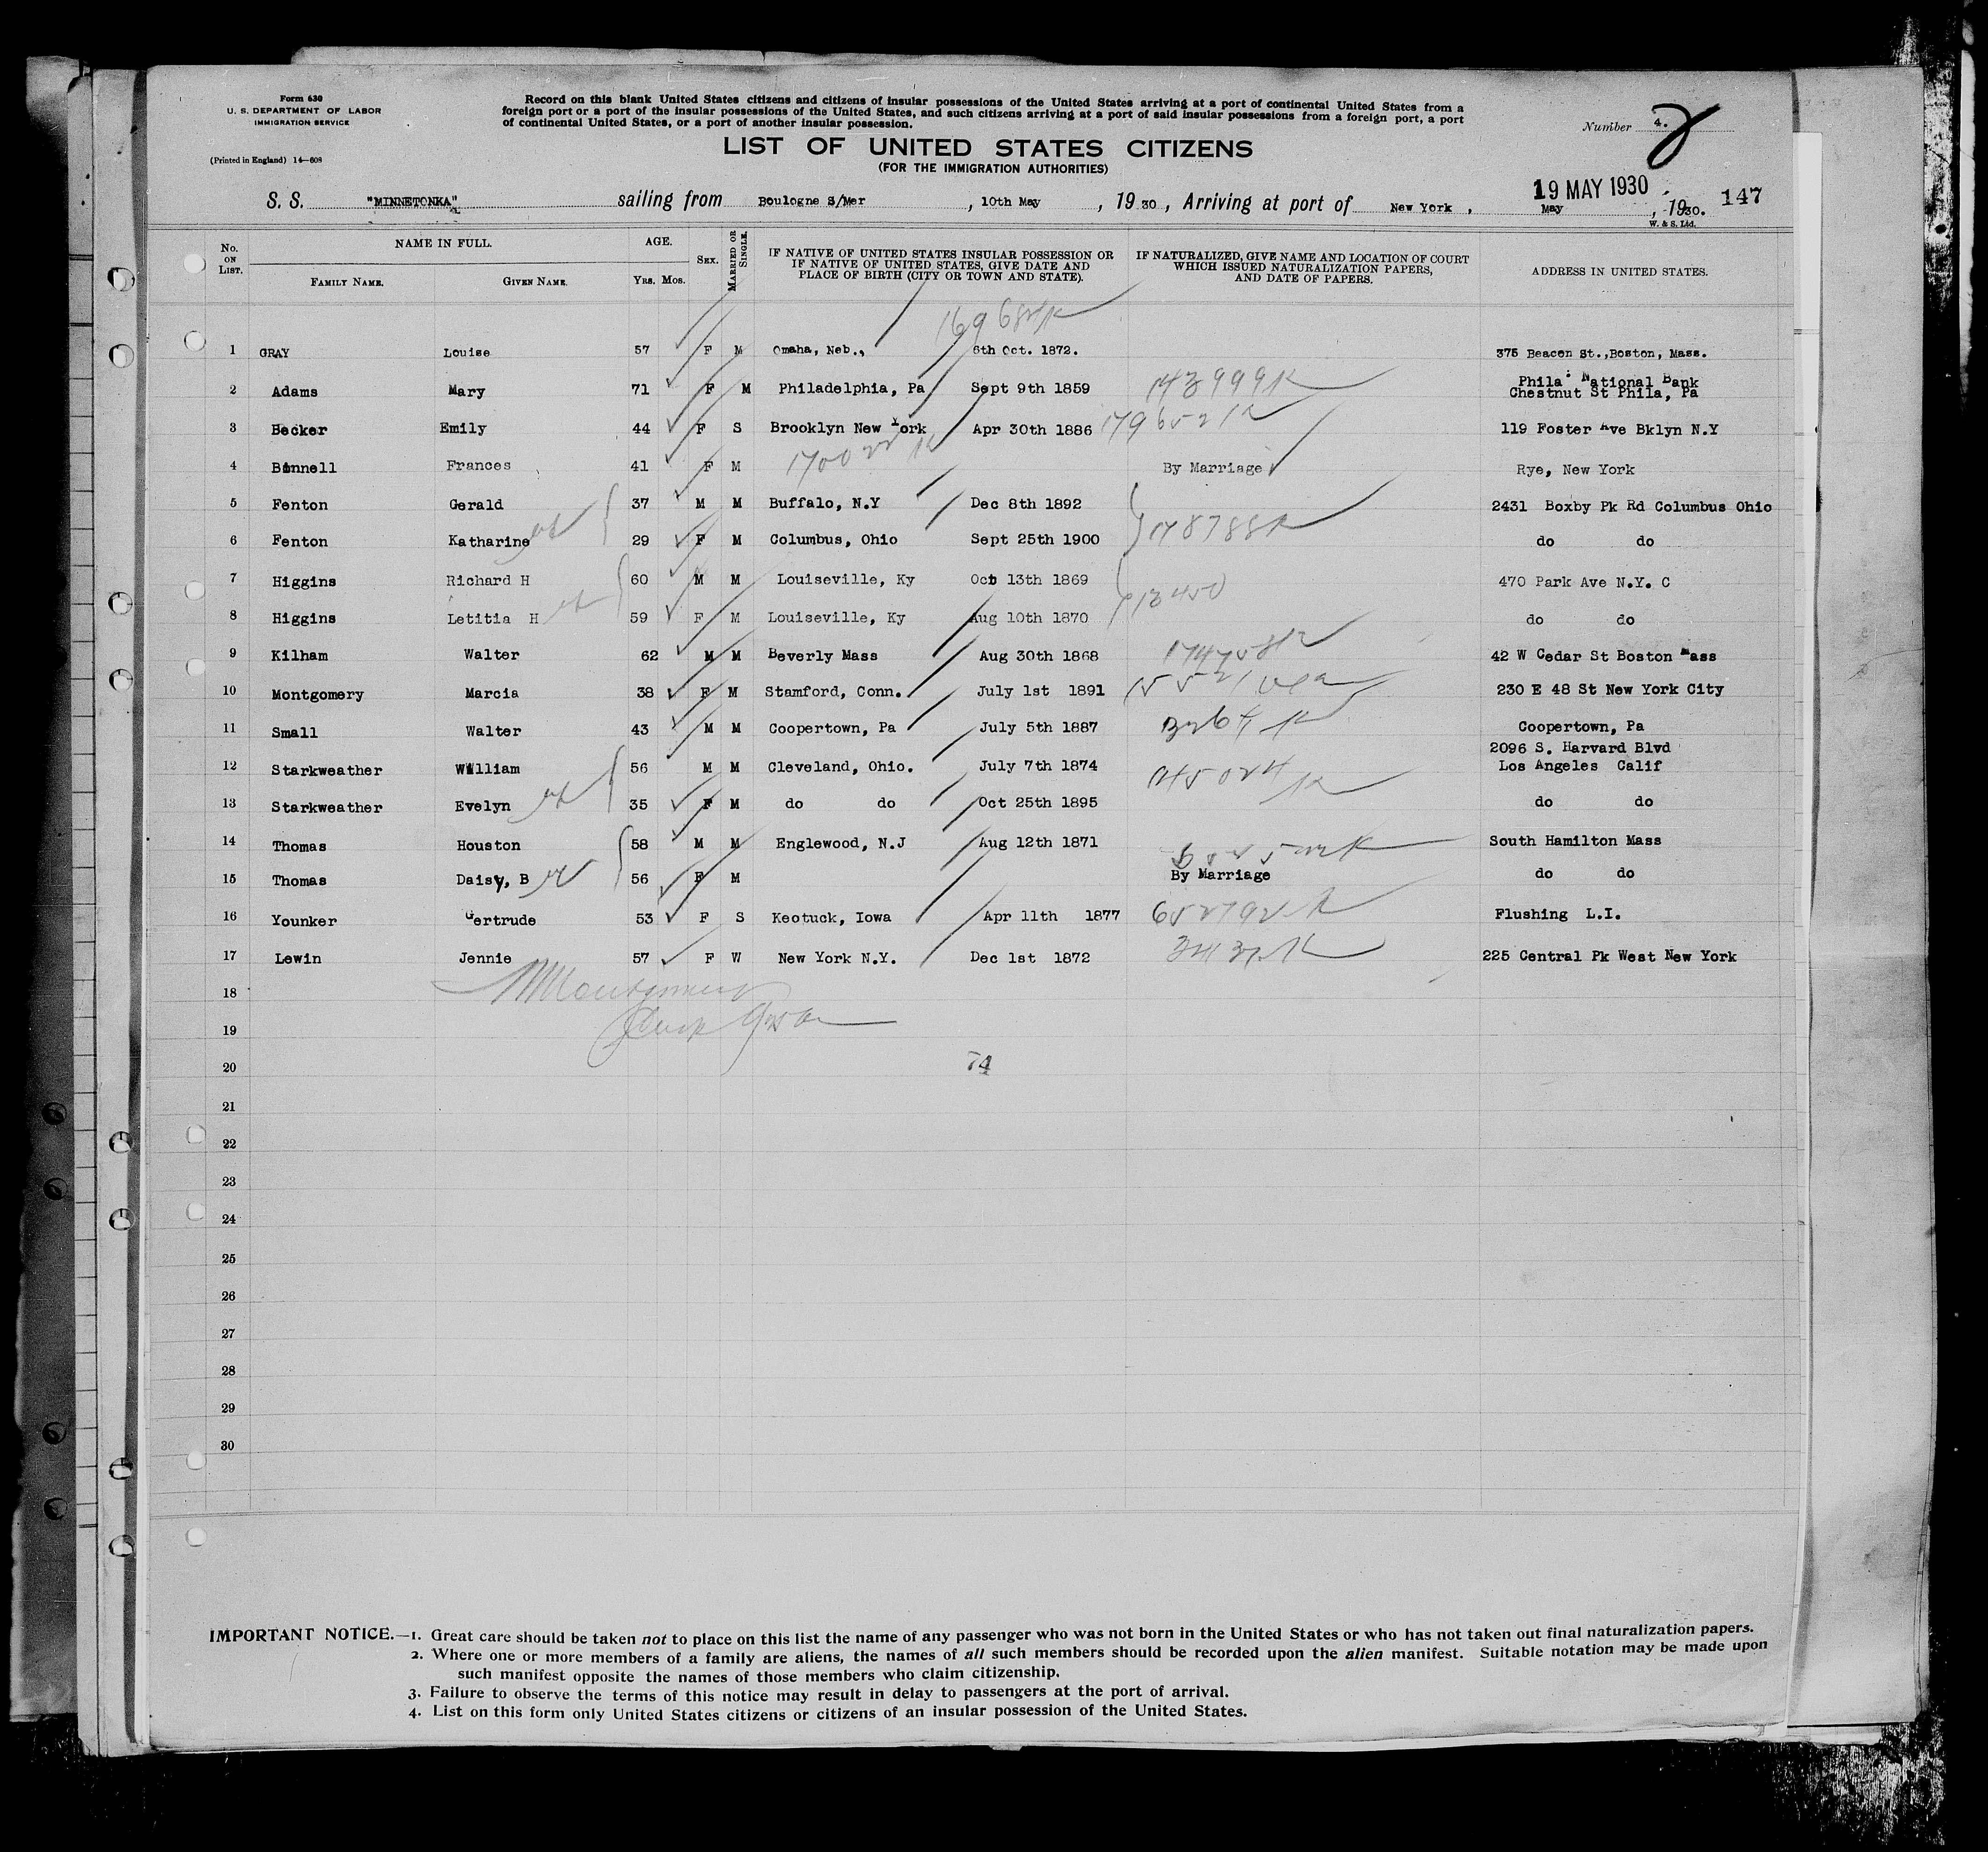 Form 630
U. S. DEPARTMENT OF LABOR
IMMIGRATION SERVICE
(Printed in England) 14—608
Record on this blank United States citizens and citizens of insular possessions of the United States arriving at a port of continental United States from a
foreign port or a port of the insular possessions of the United States, and such citizens arriving at a port of said insular possessions from a foreign port, a port
of continental United States, or a port of another insular possession.
Number 4.
LIST OF UNITED STATES CITIZENS
(FOR THE IMMIGRATION AUTHORITIES)
S. S. "MINNETONKA" sailing from Boulogne S/Mer , 10th May , 19 30 , Arriving at port of New York , May , 1930.
19 MAY 1930 147
W. & S. Ltd.
No. ON LIST. NAME IN FULL. FAMILY NAME. GIVEN NAME. AGE. Yrs. Mos. SEX. MARRIED OR SINGLE. IF NATIVE OF UNITED STATES INSULAR POSSESSION OR IF NATIVE OF UNITED STATES, GIVE DATE AND PLACE OF BIRTH (CITY OR TOWN AND STATE). IF NATURALIZED, GIVE NAME AND LOCATION OF COURT WHICH ISSUED NATURALIZATION PAPERS, AND DATE OF PAPERS. ADDRESS IN UNITED STATES.
1 GRAY Louise 57 F M Omaha, Neb., 6th Oct. 1872. 375 Beacon St.,Boston, Mass.
2 Adams Mary 71 F M Philadelphia, Pa Sept 9th 1859 143999K Phila: National Bank
Chestnut St Phila, Pa
3 Becker Emily 44 F S Brooklyn New York Apr 30th 1886 119 Foster Ave Bklyn N.Y
4 Binnell Frances 41 F M By Marriage Rye, New York
5 Fenton Gerald 37 M M Buffalo, N.Y Dec 8th 1892 2431 Boxby Pk Rd Columbus Ohio
6 Fenton Katharine 29 F M Columbus, Ohio Sept 25th 1900 178788K do do
7 Higgins Richard H 60 M M Louiseville, Ky Oct 13th 1869 470 Park Ave N.Y. C
8 Higgins Letitia H 59 F M Louiseville, Ky Aug 10th 1870 do do
9 Kilham Walter 62 M M Beverly Mass Aug 30th 1868 42 W Cedar St Boston Mass
10 Montgomery Marcia 38 F M Stamford, Conn. July 1st 1891 230 E 48 St New York City
11 Small Walter 43 M M Coopertown, Pa July 5th 1887 Coopertown, Pa
12 Starkweather William 56 M M Cleveland, Ohio. July 7th 1874 2096 S. Harvard Blvd
Los Angeles Calif
13 Starkweather Evelyn 35 F M do do Oct 25th 1895 do do
14 Thomas Houston 58 M M Englewood, N.J Aug 12th 1871 South Hamilton Mass
15 Thomas Daisy, B 56 F M By Marriage do do
16 Younker Gertrude 53 F S Keotuck, Iowa Apr 11th 1877 Flushing L.I.
17 Lewin Jennie 57 F W New York N.Y. Dec 1st 1872 225 Central Pk West New York
18
19
20 74
21
22
23
24
25
26
27
28
29
30
IMPORTANT NOTICE.—1. Great care should be taken not to place on this list the name of any passenger who was not born in the United States or who has not taken out final naturalization papers.
2. Where one or more members of a family are aliens, the names of all such members should be recorded upon the alien manifest. Suitable notation may be made upon
such manifest opposite the names of those members who claim citizenship.
3. Failure to observe the terms of this notice may result in delay to passengers at the port of arrival.
4. List on this form only United States citizens or citizens of an insular possession of the United States.